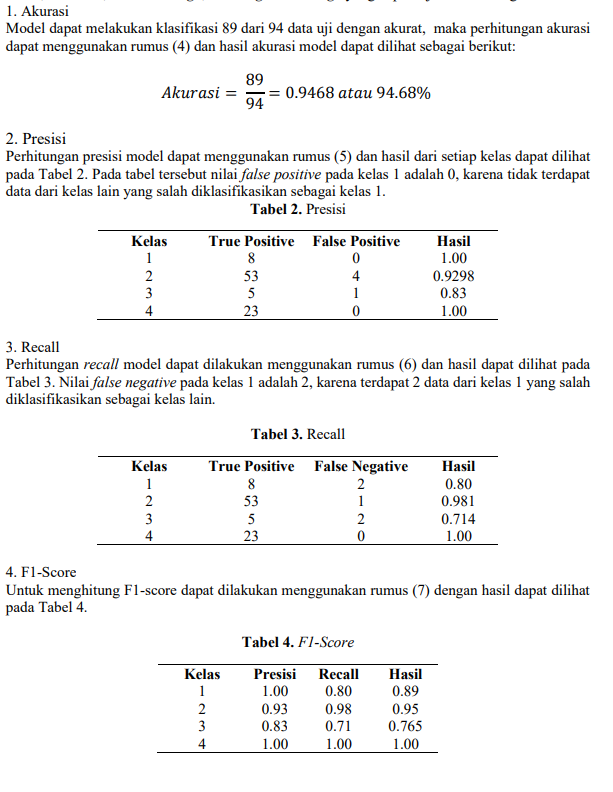 1. Akurasi
Model dapat melakukan klasifikasi 89 dari 94 data uji dengan akurat, maka perhitungan akurasi
dapat menggunakan rumus (4) dan hasil akurasi model dapat dilihat sebagai berikut:
Akurasi = 89/94 = 0.9468 atau 94.68%
2. Presisi
Perhitungan presisi model dapat menggunakan rumus (5) dan hasil dari setiap kelas dapat dilihat
pada Tabel 2. Pada tabel tersebut nilai false positive pada kelas 1 adalah 0, karena tidak terdapat
data dari kelas lain yang salah diklasifikasikan sebagai kelas 1.
Tabel 2. Presisi
Kelas True Positive False Positive Hasil
1 8 0 1.00
2 53 4 0.9298
3 5 1 0.83
4 23 0 1.00
3. Recall
Perhitungan recall model dapat dilakukan menggunakan rumus (6) dan hasil dapat dilihat pada
Tabel 3. Nilai false negative pada kelas 1 adalah 2, karena terdapat 2 data dari kelas 1 yang salah
diklasifikasikan sebagai kelas lain.
Tabel 3. Recall
Kelas True Positive False Negative Hasil
1 8 2 0.80
2 53 1 0.981
3 5 2 0.714
4 23 0 1.00
4. F1-Score
Untuk menghitung F1-score dapat dilakukan menggunakan rumus (7) dengan hasil dapat dilihat
pada Tabel 4.
Tabel 4. F1-Score
Kelas Presisi Recall Hasil
1 1.00 0.80 0.89
2 0.93 0.98 0.95
3 0.83 0.71 0.765
4 1.00 1.00 1.00